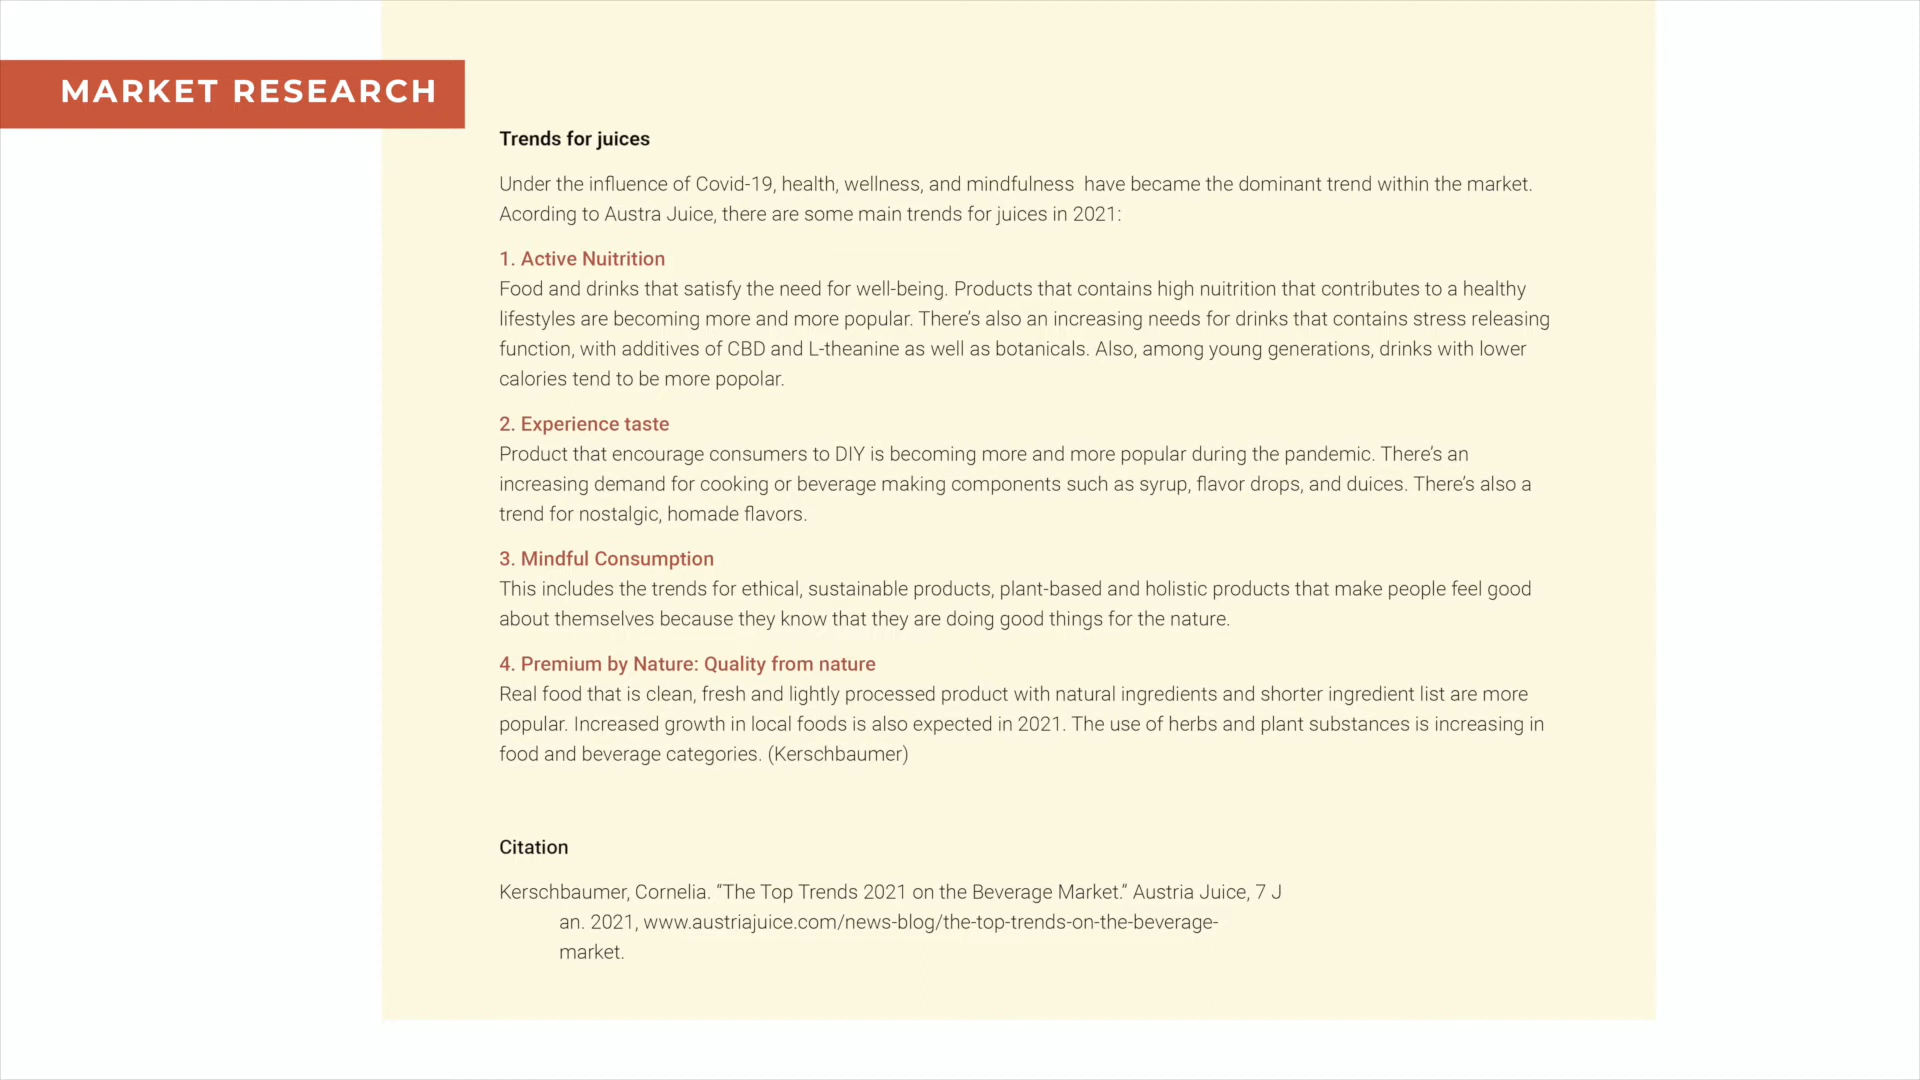 MARKET RESEARCH
Trends for juices
Under the influence of Covid-19, health, wellness, and mindfulness  have became the dominant trend within the market.
Acording to Austra Juice, there are some main trends for juices in 2021:
1. Active Nuitrition
Food and drinks that satisfy the need for well-being. Products that contains high nuitrition that contributes to a healthy
lifestyles are becoming more and more popular. There’s also an increasing needs for drinks that contains stress releasing
function, with additives of CBD and L-theanine as well as botanicals. Also, among young generations, drinks with lower
calories tend to be more popolar.
2. Experience taste
Product that encourage consumers to DIY is becoming more and more popular during the pandemic. There’s an
increasing demand for cooking or beverage making components such as syrup, flavor drops, and duices. There’s also a
trend for nostalgic, homade flavors.
3. Mindful Consumption
This includes the trends for ethical, sustainable products, plant-based and holistic products that make people feel good
about themselves because they know that they are doing good things for the nature.
4. Premium by Nature: Quality from nature
Real food that is clean, fresh and lightly processed product with natural ingredients and shorter ingredient list are more
popular. Increased growth in local foods is also expected in 2021. The use of herbs and plant substances is increasing in
food and beverage categories. (Kerschbaumer)
Citation
Kerschbaumer, Cornelia. “The Top Trends 2021 on the Beverage Market.” Austria Juice, 7 J
an. 2021, www.austriajuice.com/news-blog/the-top-trends-on-the-beverage-
market.